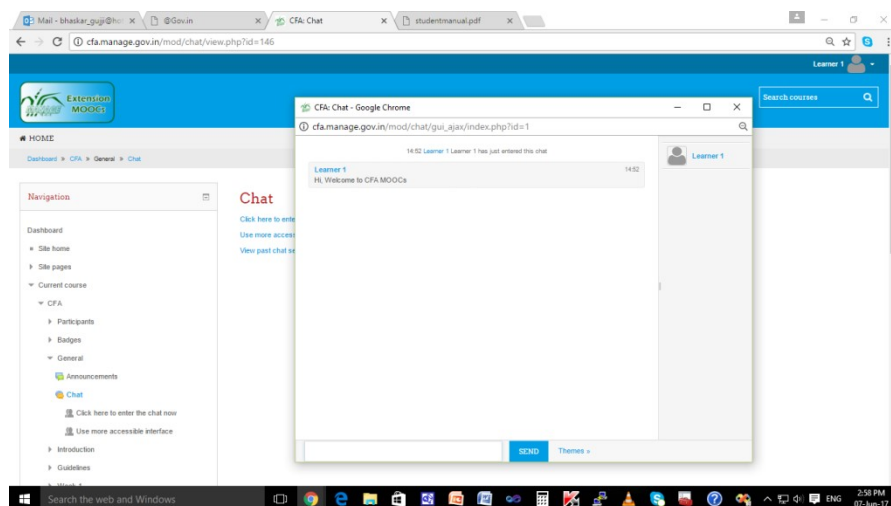 Mail - bhaskar_gujji@ho
@Gov.in
CFA: Chat
studentmanual.pdf
cfa.manage.gov.in/mod/chat/view.php?id=146
Learner 1
Extension
MOOCs
Search courses
HOME
Dashboard » CFA » General » Chat
Navigation
Dashboard
Site home
Site pages
Current course
CFA
Participants
Badges
General
Announcements
Chat
Click here to enter the chat now
Use more accessible interface
Introduction
Guidelines
Chat
Click here to ente
Use more access
View past chat se
CFA: Chat - Google Chrome
cfa.manage.gov.in/mod/chat/gui_ajax/index.php?id=1
14:52 Learner 1 Learner 1 has just entered this chat
Learner 1 14:52
Hi, Welcome to CFA MOOCs
Learner 1
SEND Themes »
Search the web and Windows
ENG
2:58 PM
07-Jun-17